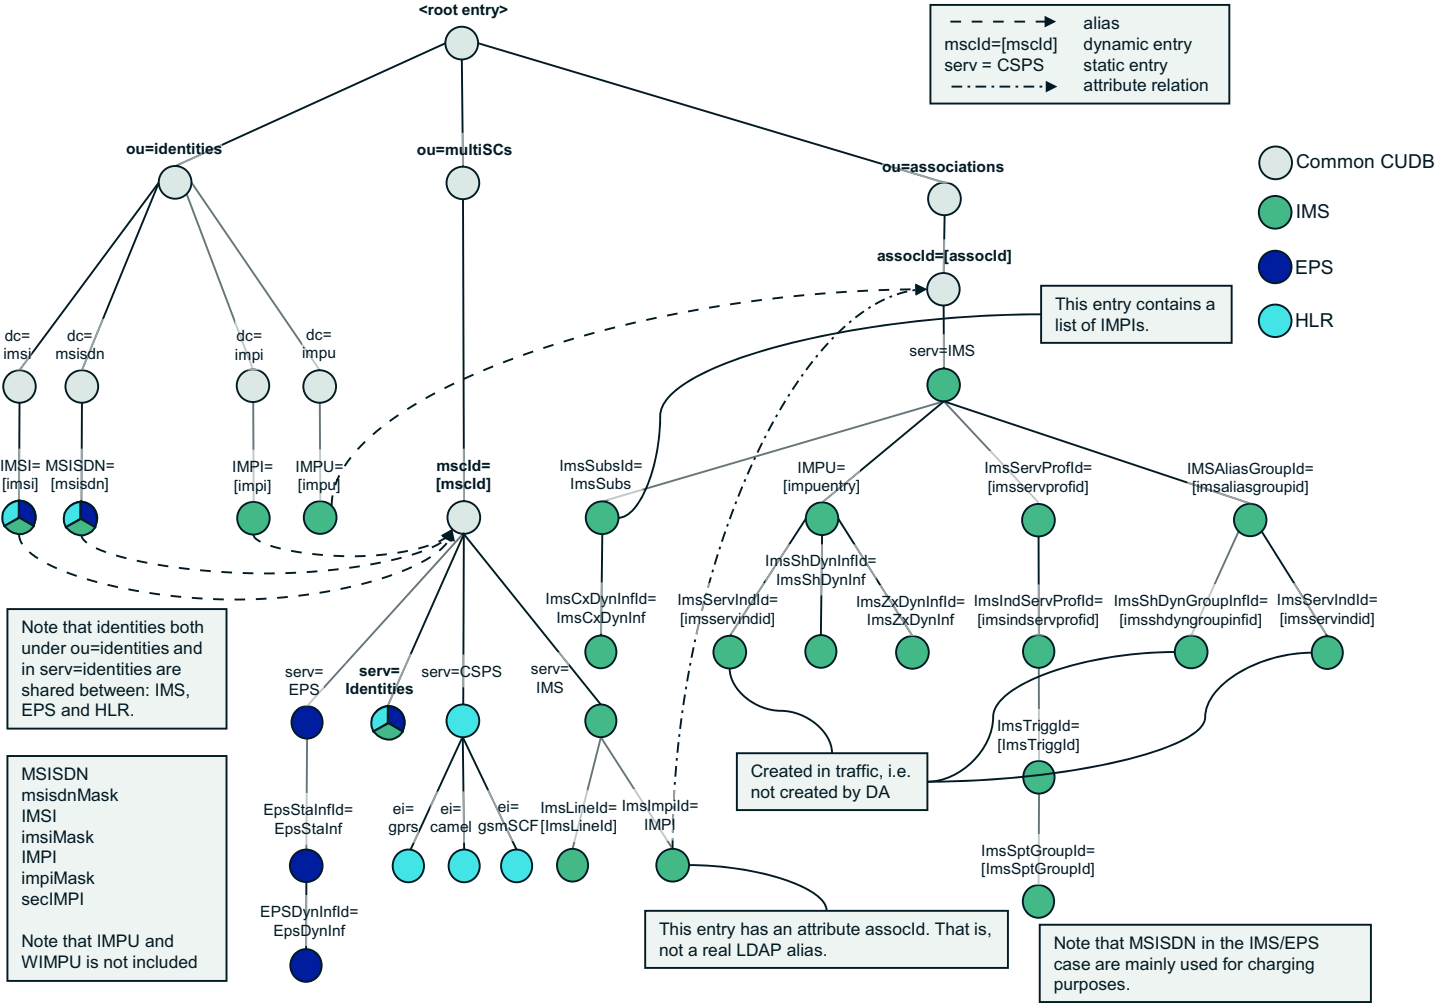 <root entry>
alias
mscId=[mscId] dynamic entry
serv = CSPS static entry
attribute relation
Common CUDB
IMS
EPS
HLR
ou=identities
ou=multiSCs
ou=associations
assocId=[assocId]
This entry contains a
list of IMPIs.
dc=
imsi
dc=
msisdn
dc=
impi
dc=
impu
serv=IMS
IMSI=
[imsi]
MSISDN=
[msisdn]
IMPI=
[impi]
IMPU=
[impu]
mscId=
[mscId]
ImsSubsId=
ImsSubs
IMPU=
[impuentry]
ImsServProfId=
[imsservprofid]
IMSAliasGroupId=
[imsaliasgroupid]
ImsCxDynInfId=
ImsCxDynInf
ImsServIndId=
[imsservindid]
ImsShDynInfId=
ImsShDynInf
ImsZxDynInfId=
ImsZxDynInf
ImsIndServProfId=
[imsindservprofid]
ImsShDynGroupInfId=
[imsshdyngroupinfid]
ImsServIndId=
[imsservindid]
Note that identities both
under ou=identities and
in serv=identities are
shared between: IMS,
EPS and HLR.
serv=
EPS
serv=
Identities
serv=CSPS
serv=
IMS
ImsTriggId=
[ImsTriggId]
Created in traffic, i.e.
not created by DA
MSISDN
msisdnMask
IMSI
imsiMask
IMPI
impiMask
secIMPI
Note that IMPU and
WIMPU is not included
EpsStaInfId=
EpsStaInf
ei=
gprs
ei=
camel
ei=
gsmSCF
ImsLineId=
[ImsLineId]
ImsImpiId=
IMPI
ImsSptGroupId=
[ImsSptGroupId]
EPSDynInfId=
EpsDynInf
This entry has an attribute assocId. That is,
not a real LDAP alias.
Note that MSISDN in the IMS/EPS
case are mainly used for charging
purposes.